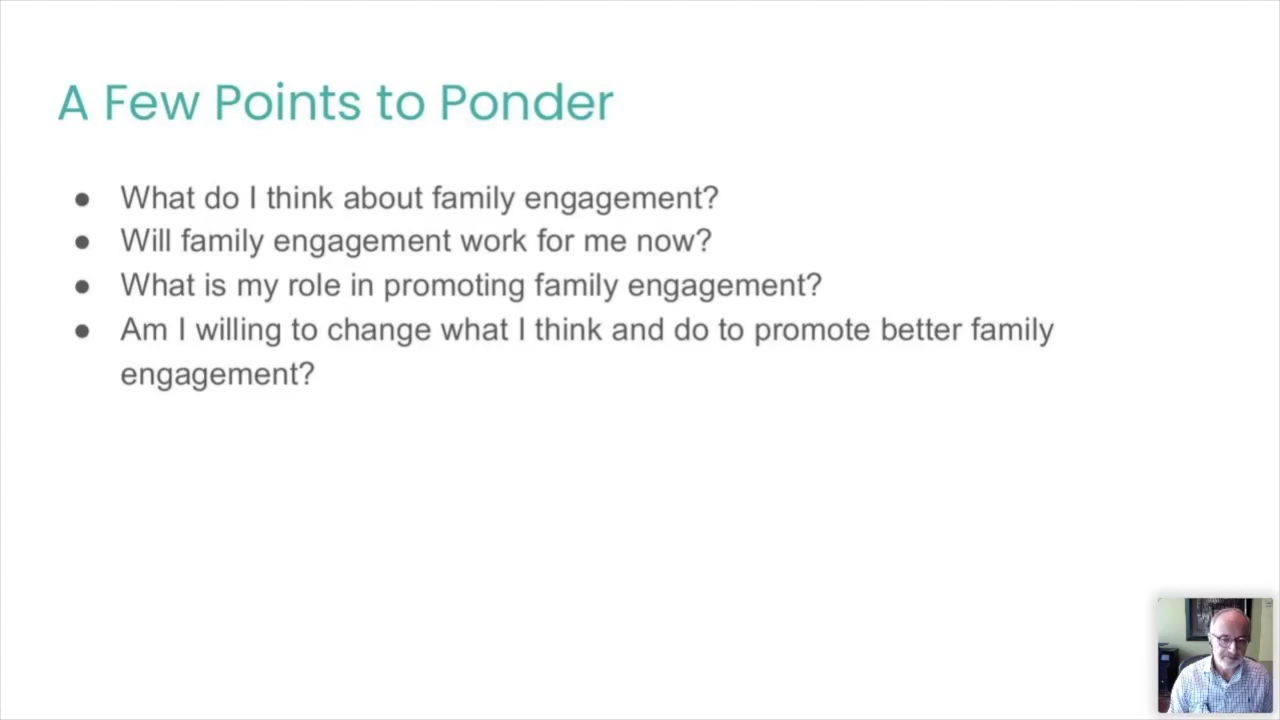 A Few Points to Ponder
● What do I think about family engagement?
● Will family engagement work for me now?
● What is my role in promoting family engagement?
● Am I willing to change what I think and do to promote better family
engagement?